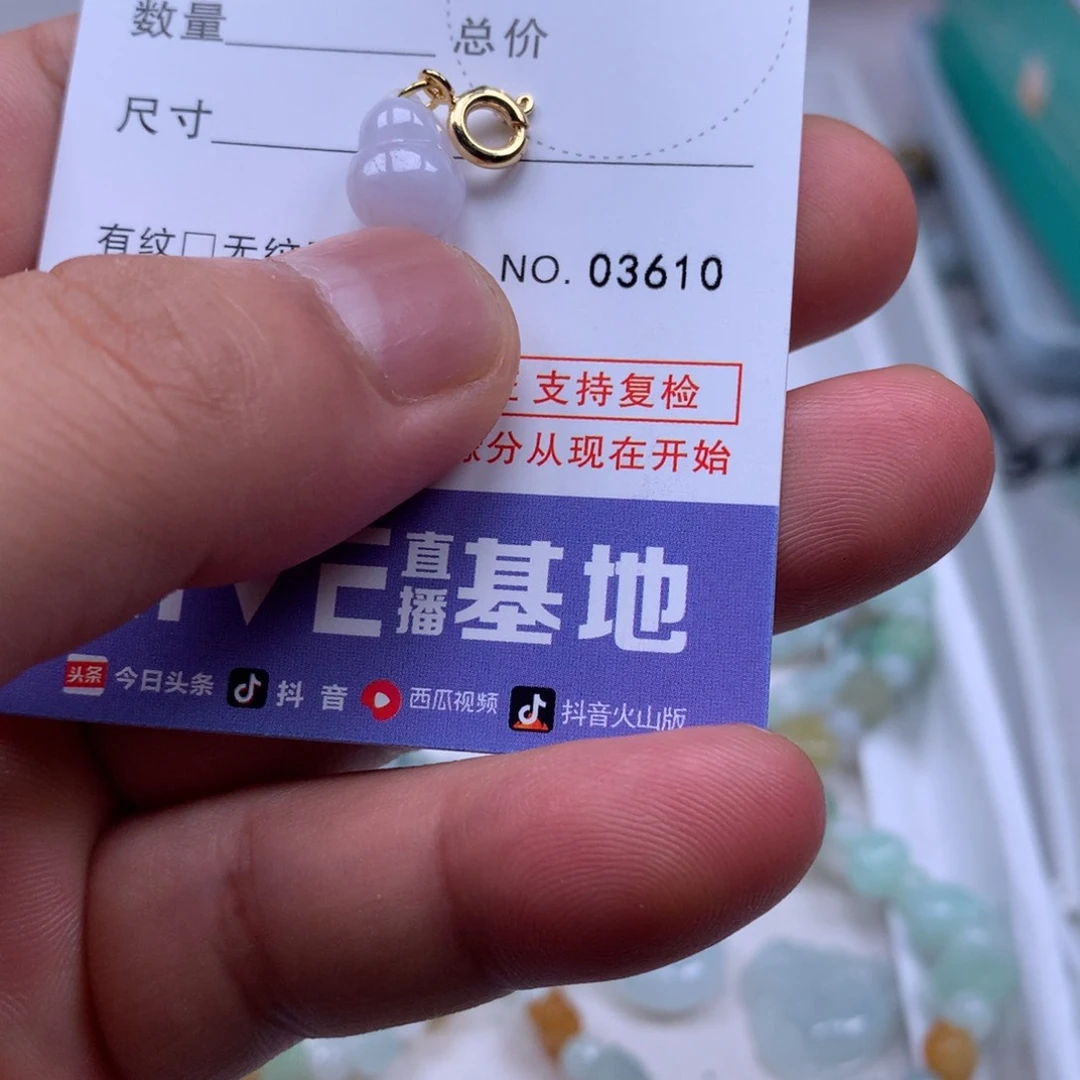 数量 总价
尺寸
有纹□无纹 NO. 03610
支持复检
分从现在开始
VE直播基地
头条 今日头条 抖音 西瓜视频 抖音火山版